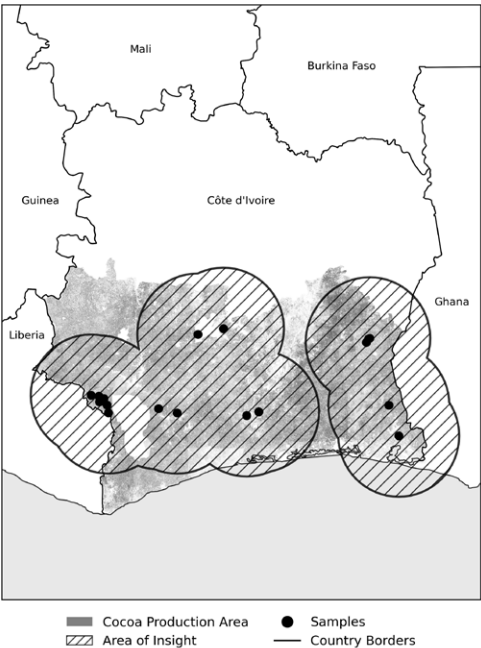 Mali
Burkina Faso
Guinea
Côte d'Ivoire
Ghana
Liberia
Cocoa Production Area
Samples
Area of Insight
Country Borders